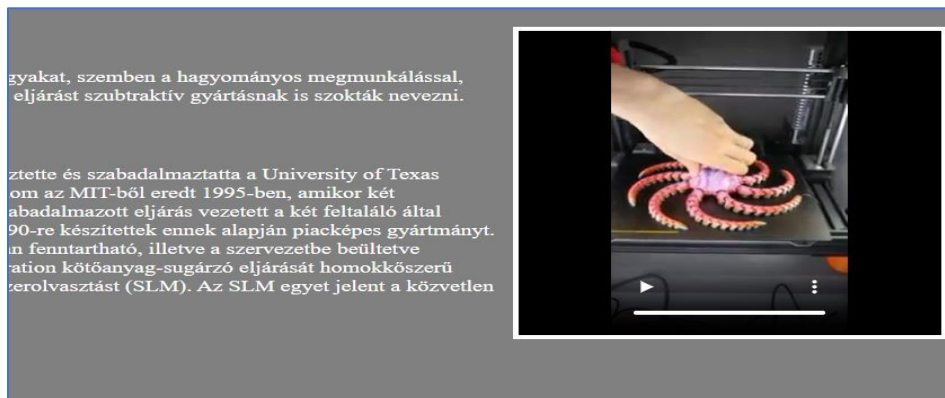 gyakat, szemben a hagyományos megmunkálással,
eljárást szubtraktív gyártásnak is szokták nevezni.
ztette és szabadalmaztatta a University of Texas
om az MIT-ből eredt 1995-ben, amikor két
abadalmazott eljárás vezetett a két feltaláló által
90-re készítettek ennek alapján piacképes gyártmányt.
n fenntartható, illetve a szervezetbe beültetve
ration kötőanyag-sugárzó eljárását homokkőszerű
zerolvasztást (SLM). Az SLM egyet jelent a közvetlen